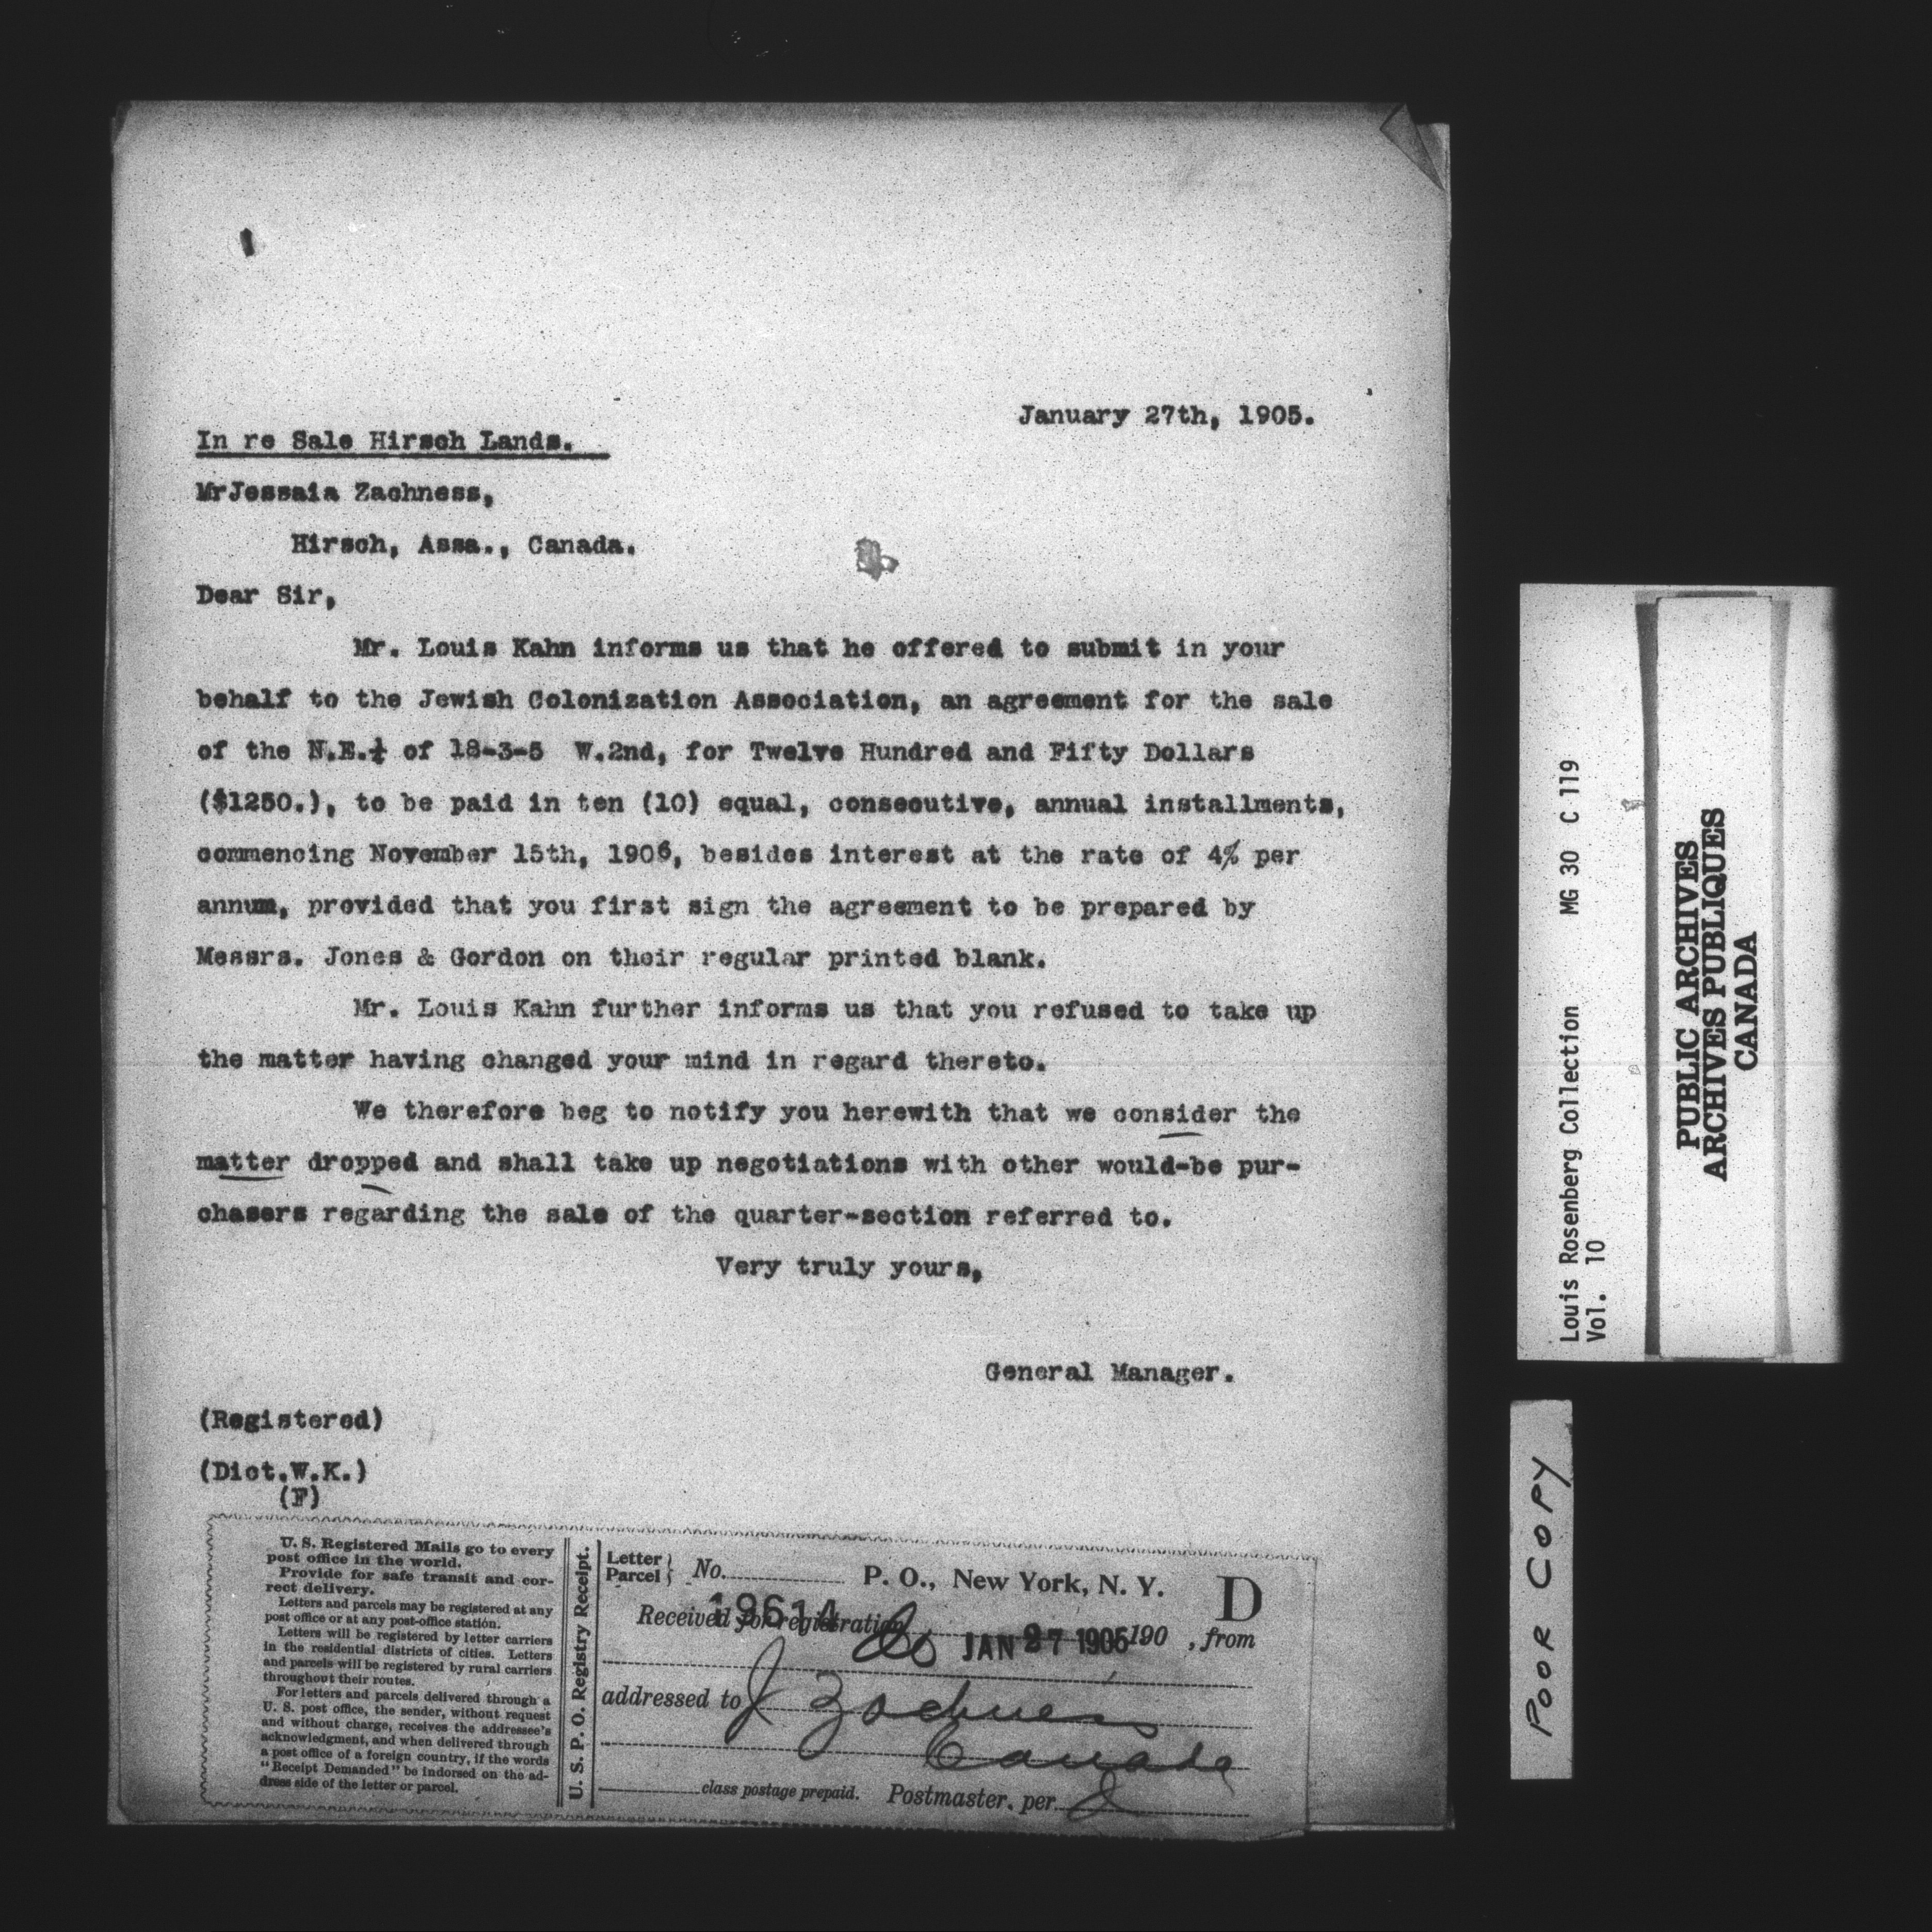 January 27th, 1905.
In re Sale Hirsch Lands.
MrJessaia Zachness,
Hirsch, Assa., Canada.
Dear Sir,
Mr. Louis Kahn informs us that he offered to submit in your
behalf to the Jewish Colonization Association, an agreement for the sale
of the N.E.¼ of 18-3-5 W.2nd, for Twelve Hundred and Fifty Dollars
($1250.), to be paid in ten (10) equal, consecutive, annual installments,
commencing November 15th, 1906, besides interest at the rate of 4% per
annum, provided that you first sign the agreement to be prepared by
Messrs. Jones & Gordon on their regular printed blank.
Mr. Louis Kahn further informs us that you refused to take up
the matter having changed your mind in regard thereto.
We therefore beg to notify you herewith that we consider the
matter dropped and shall take up negotiations with other would-be pur-
chasers regarding the sale of the quarter-section referred to.
Very truly yours,
General Manager.
(Registered)
(Dict.W.K.)
(F)
U. S. Registered Mails go to every
post office in the world.
Provide for safe transit and cor-
rect delivery.
Letters and parcels may be registered at any
post office or at any post-office station.
Letters will be registered by letter carriers
in the residential districts of cities. Letters
and parcels will be registered by rural carriers
throughout their routes.
For letters and parcels delivered through a
U. S. post office, the sender, without request
and without charge, receives the addressee's
acknowledgment, and when delivered through
a post office of a foreign country, if the words
"Receipt Demanded" be indorsed on the ad-
dress side of the letter or parcel.
U. S. P. O. Registry Receipt.
Letter
Parcel } No.
P. O., New York, N. Y. D
Received for registration JAN 27 1905 190 , from
addressed to J Zachness
Canada
class postage prepaid. Postmaster, per
Louis Rosenberg Collection MG 30 C 119
Vol. 10
PUBLIC ARCHIVES
ARCHIVES PUBLIQUES
CANADA
POOR COPY